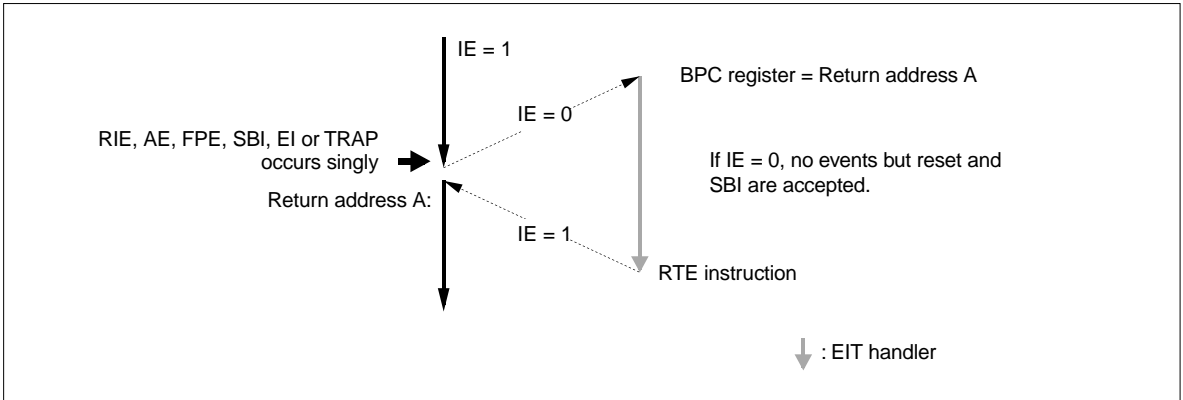 IE = 1
BPC register = Return address A
IE = 0
RIE, AE, FPE, SBI, EI or TRAP
occurs singly
If IE = 0, no events but reset and
SBI are accepted.
Return address A:
IE = 1
RTE instruction
: EIT handler